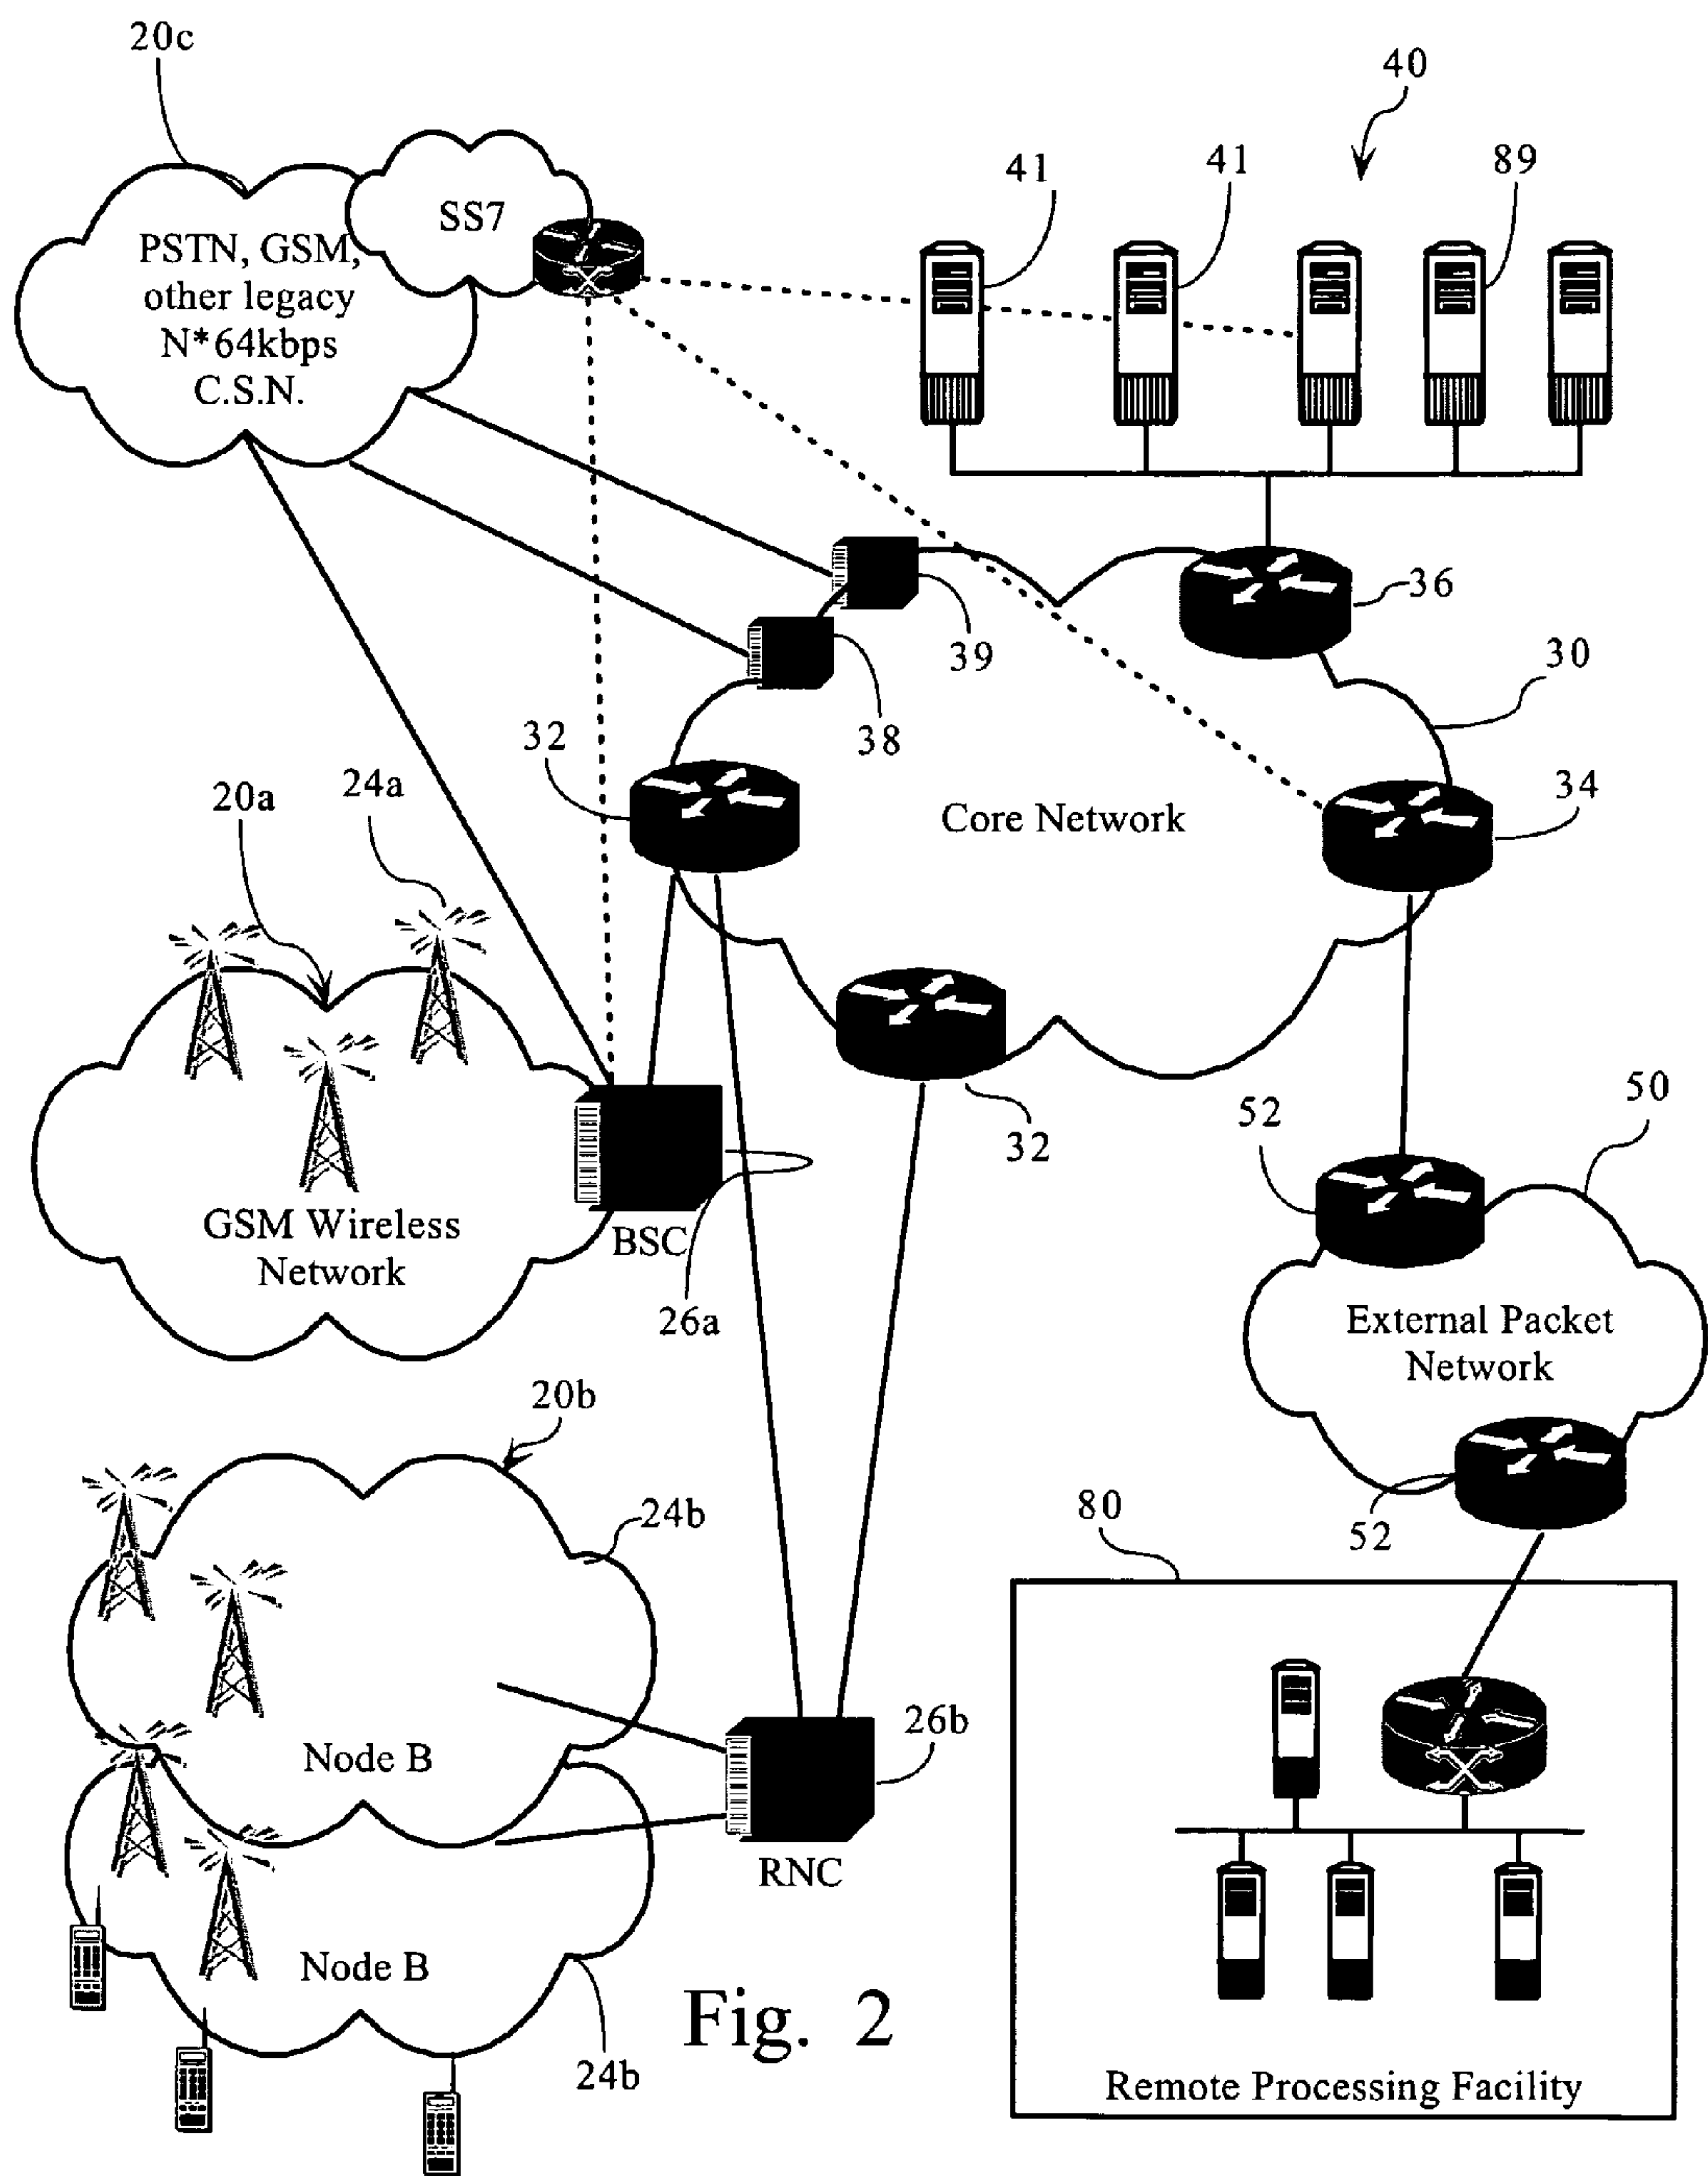 20c
40
41
41
89
SS7
PSTN, GSM,
other legacy
N*64kbps
C.S.N.
36
39
30
38
32
24a
20a
34
Core Network
50
52
32
GSM Wireless
Network
BSC
26a
External Packet
Network
20b
80
24b
52
26b
Node B
RNC
Node B
Fig. 2
24b
Remote Processing Facility